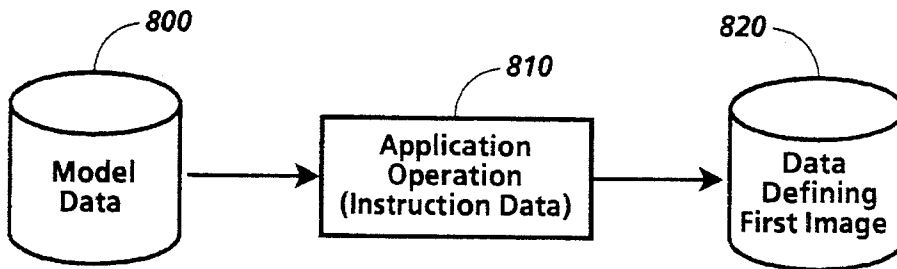 800
810
820
Model
Data
Application
Operation
(Instruction Data)
Data
Defining
First Image